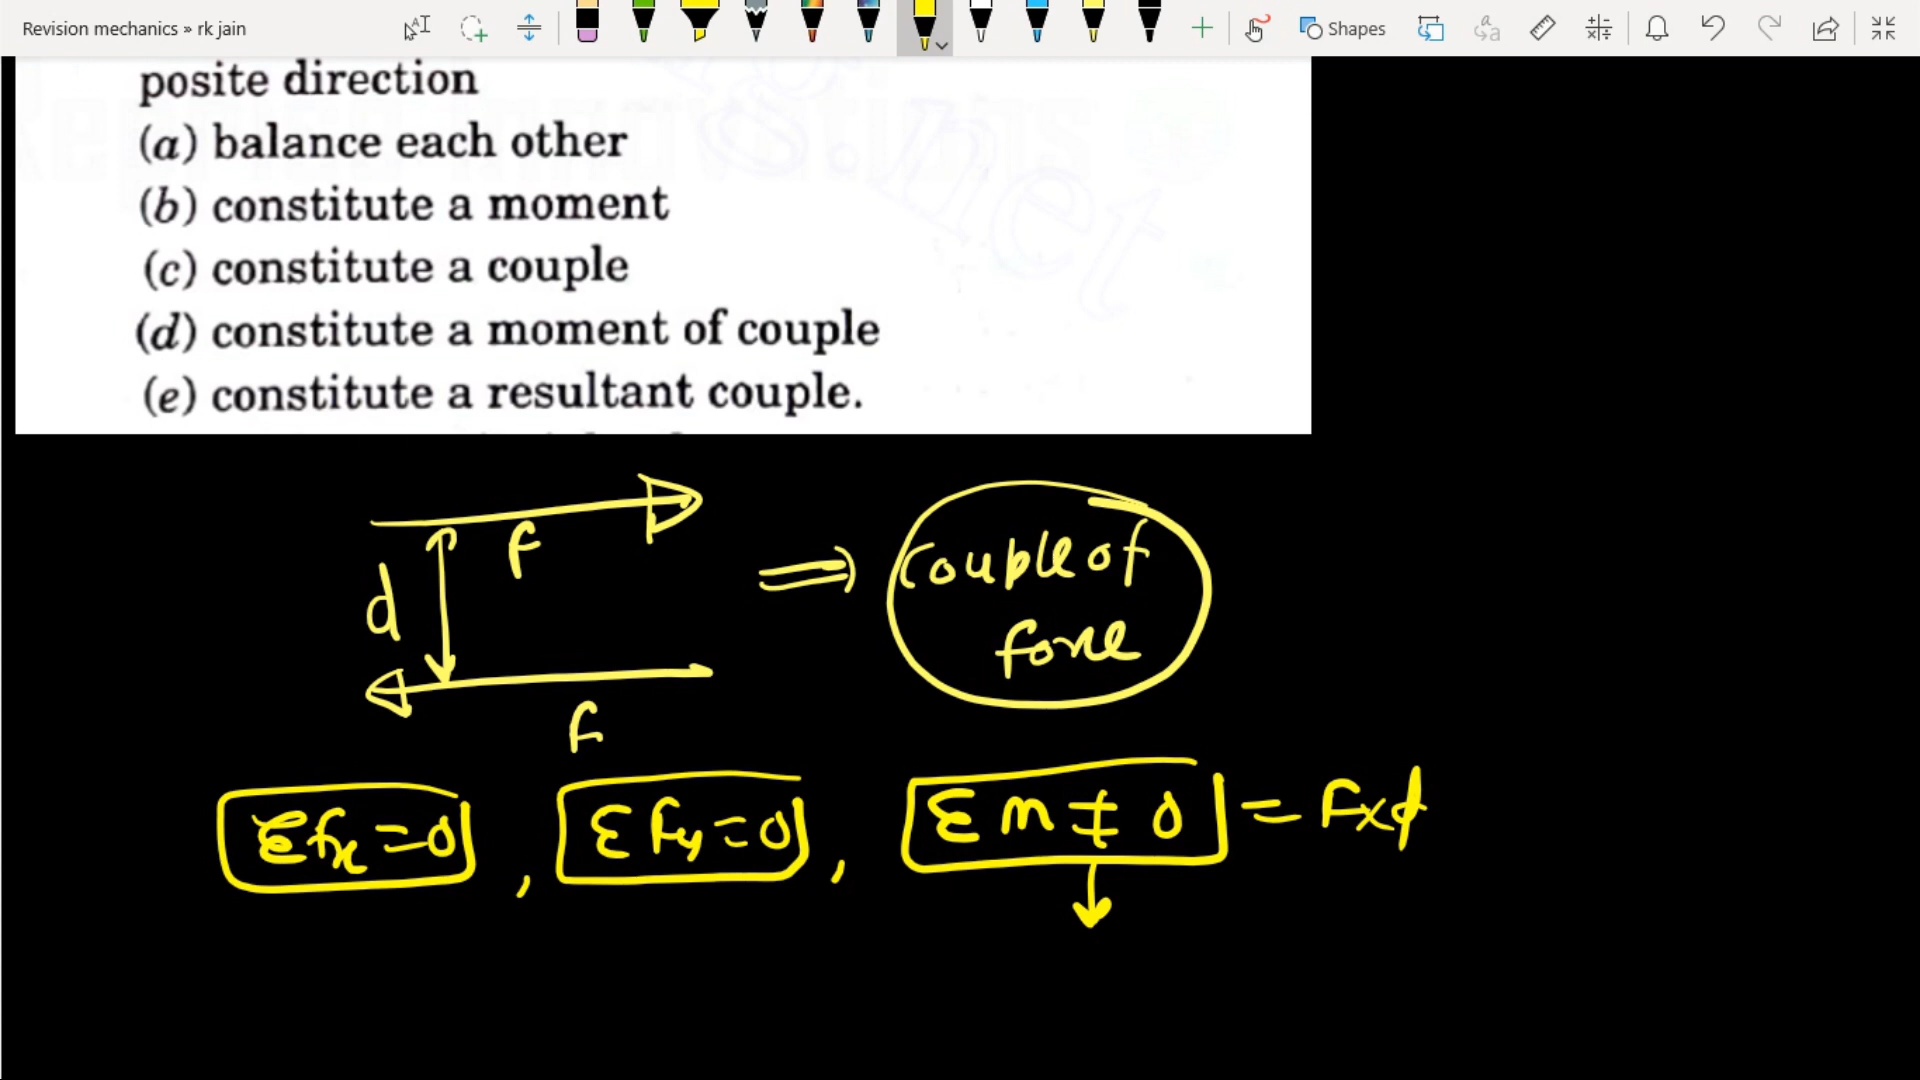 Revision mechanics » rk jain
Shapes
posite direction
(a) balance each other
(b) constitute a moment
(c) constitute a couple
(d) constitute a moment of couple
(e) constitute a resultant couple.
f
d
⇒ Couple of
force
f
Σfx=0 , Σfy=0 , Σm≠0 = F×d